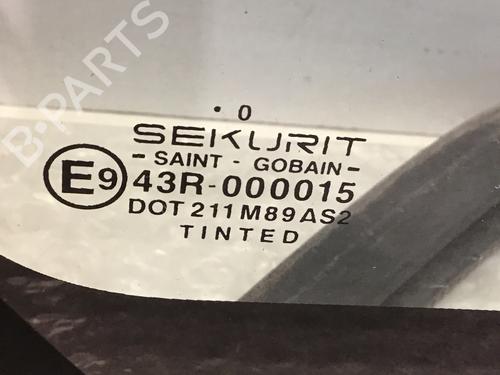 B-PARTS
• 0
SEKURIT
- SAINT - GOBAIN -
E9 43R-000015
DOT 211 M89 AS2
TINTED